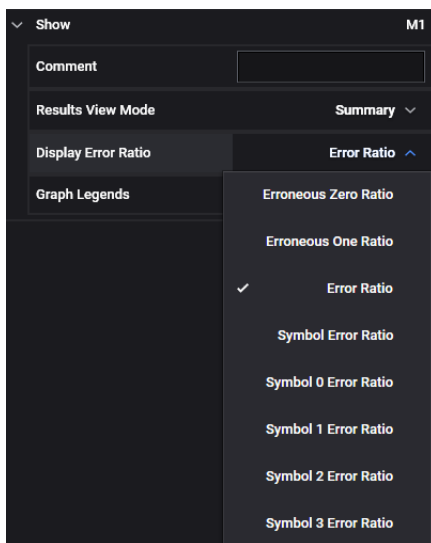 Show M1
Comment
Results View Mode Summary
Display Error Ratio Error Ratio
Graph Legends
Erroneous Zero Ratio
Erroneous One Ratio
Error Ratio
Symbol Error Ratio
Symbol 0 Error Ratio
Symbol 1 Error Ratio
Symbol 2 Error Ratio
Symbol 3 Error Ratio